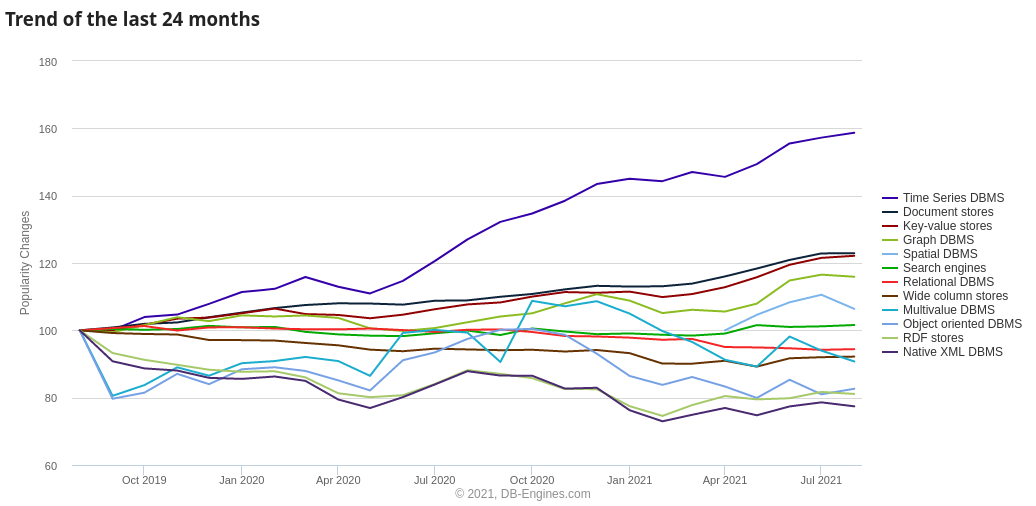 Trend of the last 24 months
180
160
140
120
100
80
60
Popularity Changes
Oct 2019
Jan 2020
Apr 2020
Jul 2020
Oct 2020
Jan 2021
Apr 2021
Jul 2021
© 2021, DB-Engines.com
Time Series DBMS
Document stores
Key-value stores
Graph DBMS
Spatial DBMS
Search engines
Relational DBMS
Wide column stores
Multivalue DBMS
Object oriented DBMS
RDF stores
Native XML DBMS